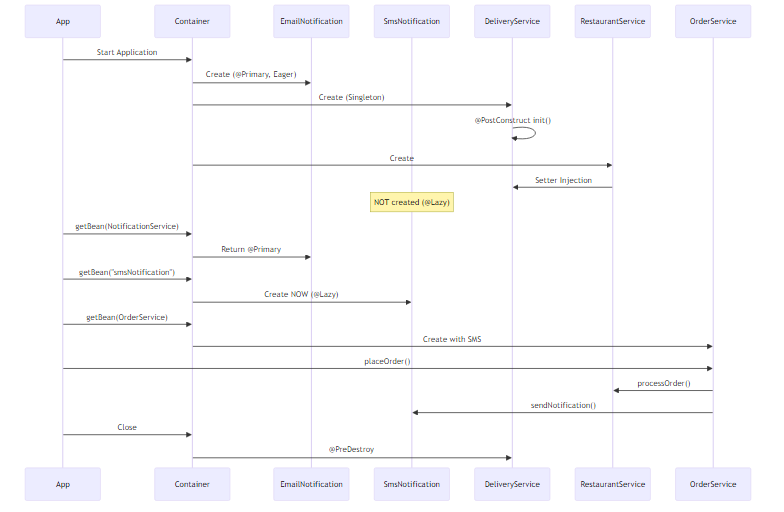 App
Container
EmailNotification
SmsNotification
DeliveryService
RestaurantService
OrderService
Start Application
Create (@Primary, Eager)
Create (Singleton)
@PostConstruct init()
Create
Setter Injection
NOT created (@Lazy)
getBean(NotificationService)
Return @Primary
getBean("smsNotification")
Create NOW (@Lazy)
getBean(OrderService)
Create with SMS
placeOrder()
processOrder()
sendNotification()
Close
@PreDestroy
App
Container
EmailNotification
SmsNotification
DeliveryService
RestaurantService
OrderService